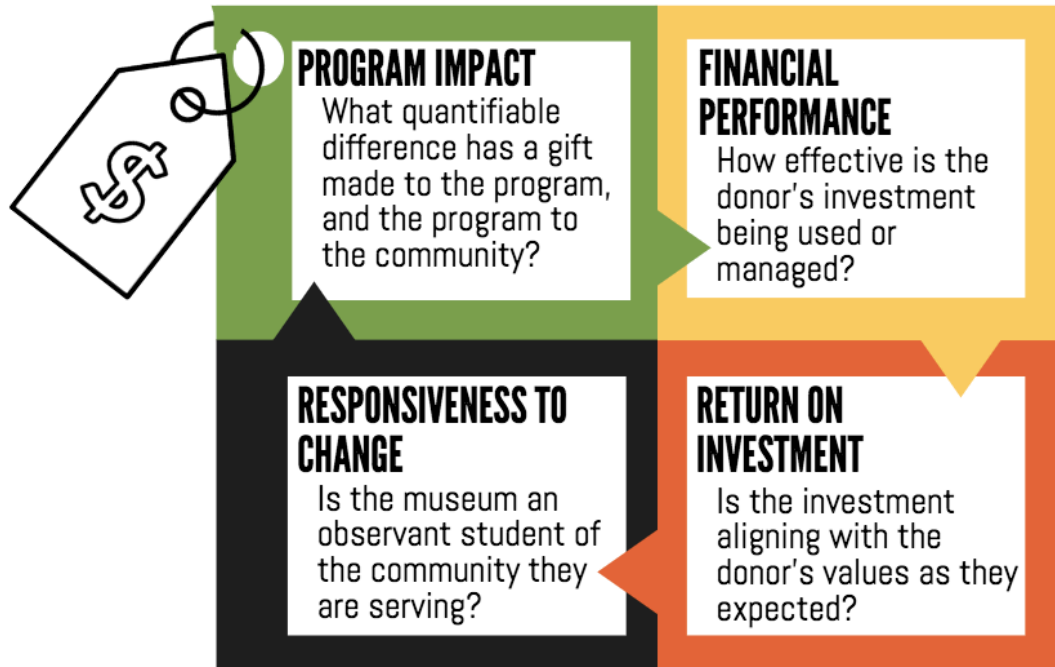 PROGRAM IMPACT
What quantifiable
difference has a gift
made to the program,
and the program to
the community?
FINANCIAL
PERFORMANCE
How effective is the
donor's investment
being used or
managed?
RESPONSIVENESS TO
CHANGE
Is the museum an
observant student of
the community they
are serving?
RETURN ON
INVESTMENT
Is the investment
aligning with the
donor's values as they
expected?
$